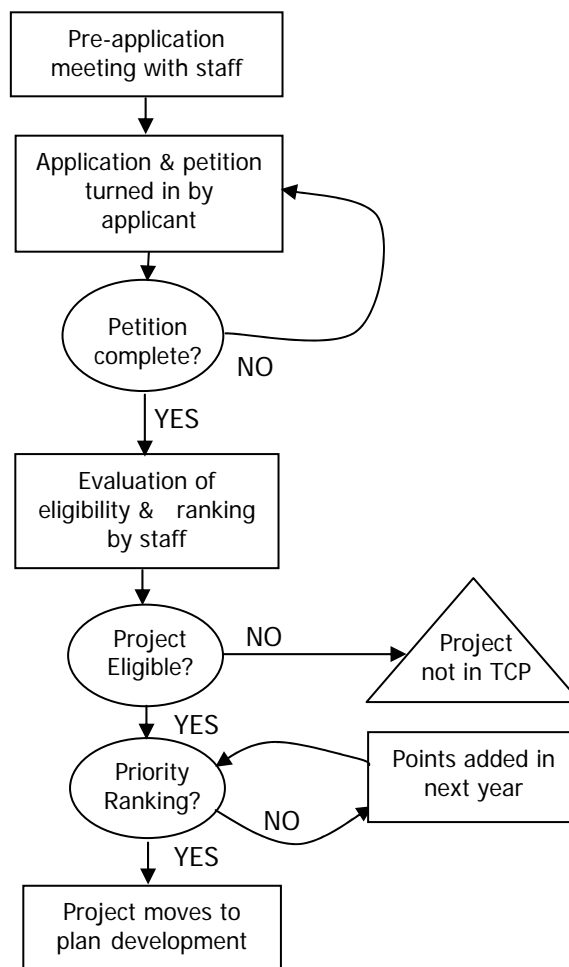 Pre-application
meeting with staff
Application & petition
turned in by
applicant
Petition
complete?
NO
YES
Evaluation of
eligibility & ranking
by staff
Project
Eligible?
NO
Project
not in TCP
YES
Priority
Ranking?
NO
Points added in
next year
YES
Project moves to
plan development